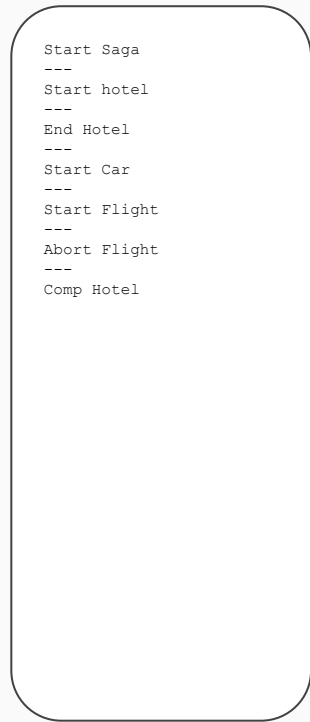 Start Saga
---
Start hotel
---
End Hotel
---
Start Car
---
Start Flight
---
Abort Flight
---
Comp Hotel